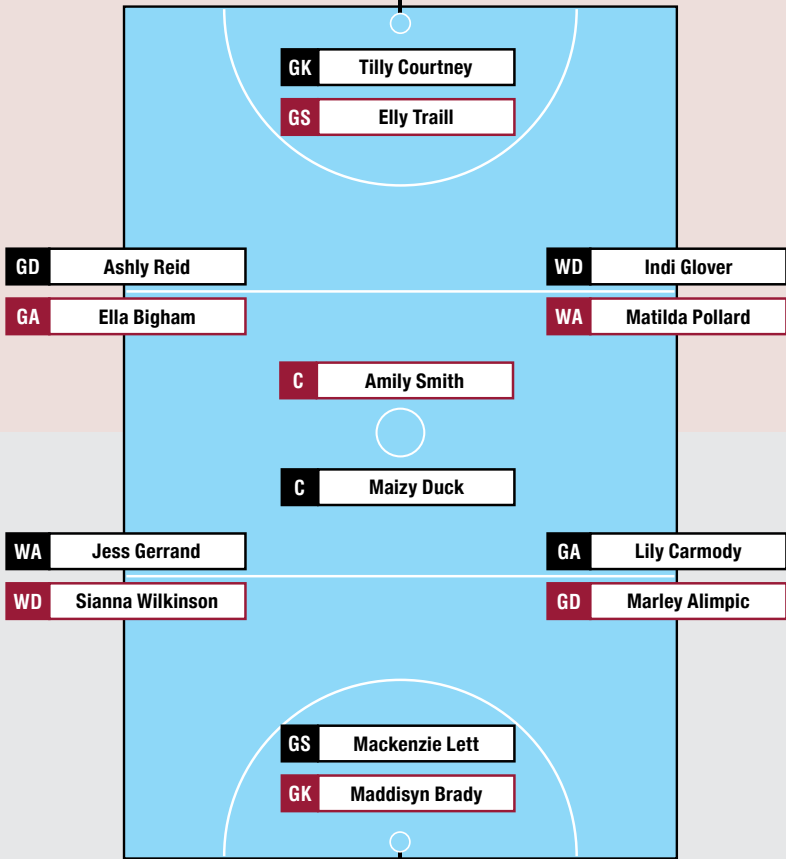 GK Tilly Courtney
GS Elly Traill
GD Ashly Reid
WD Indi Glover
GA Ella Bigham
WA Matilda Pollard
C Amily Smith
C Maizy Duck
WA Jess Gerrand
GA Lily Carmody
WD Sianna Wilkinson
GD Marley Alimpic
GS Mackenzie Lett
GK Maddisyn Brady